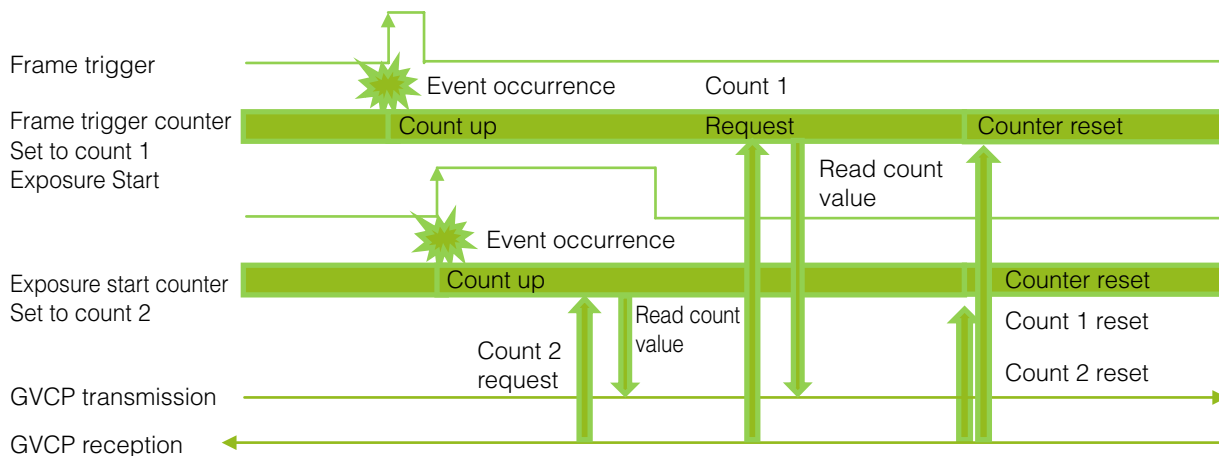 Frame trigger
Event occurrence
Count 1
Frame trigger counter
Set to count 1
Exposure Start
Count up
Request
Counter reset
Read count
value
Event occurrence
Exposure start counter
Set to count 2
Count up
Counter reset
Read count
value
Count 2
request
Count 1 reset
Count 2 reset
GVCP transmission
GVCP reception